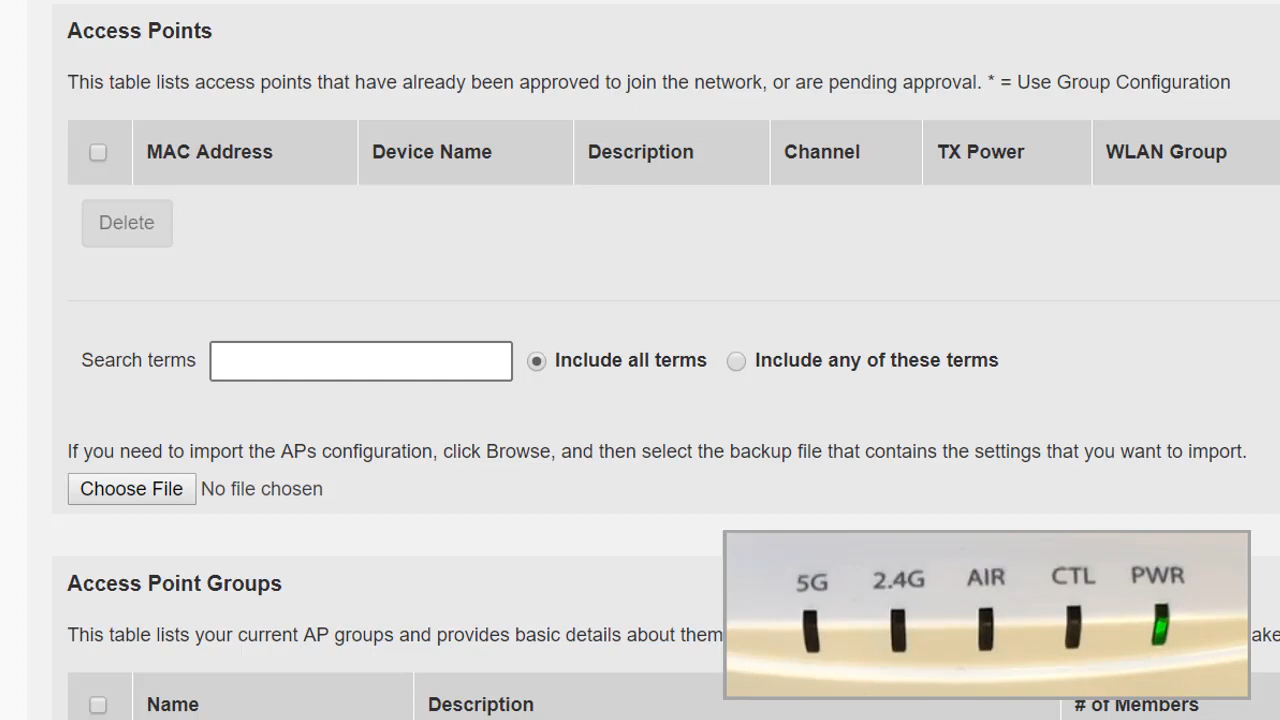 Access Points
This table lists access points that have already been approved to join the network, or are pending approval. * = Use Group Configuration
MAC Address Device Name Description Channel TX Power WLAN Group
Delete
Search terms Include all terms Include any of these terms
If you need to import the APs configuration, click Browse, and then select the backup file that contains the settings that you want to import.
Choose File No file chosen
Access Point Groups
This table lists your current AP groups and provides basic details about them
Name Description # of Members
5G 2.4G AIR CTL PWR